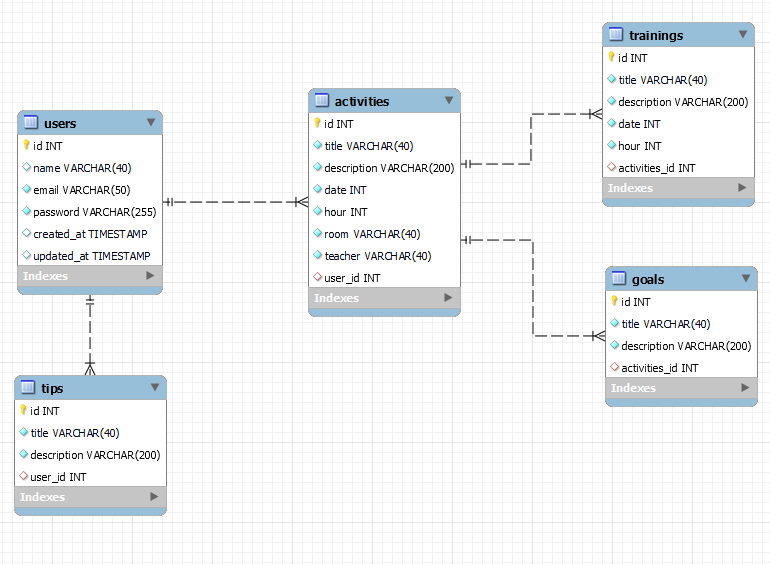 users
id INT
name VARCHAR(40)
email VARCHAR(50)
password VARCHAR(255)
created_at TIMESTAMP
updated_at TIMESTAMP
Indexes
tips
id INT
title VARCHAR(40)
description VARCHAR(200)
user_id INT
Indexes
activities
id INT
title VARCHAR(40)
description VARCHAR(200)
date INT
hour INT
room VARCHAR(40)
teacher VARCHAR(40)
user_id INT
Indexes
trainings
id INT
title VARCHAR(40)
description VARCHAR(200)
date INT
hour INT
activities_id INT
Indexes
goals
id INT
title VARCHAR(40)
description VARCHAR(200)
activities_id INT
Indexes